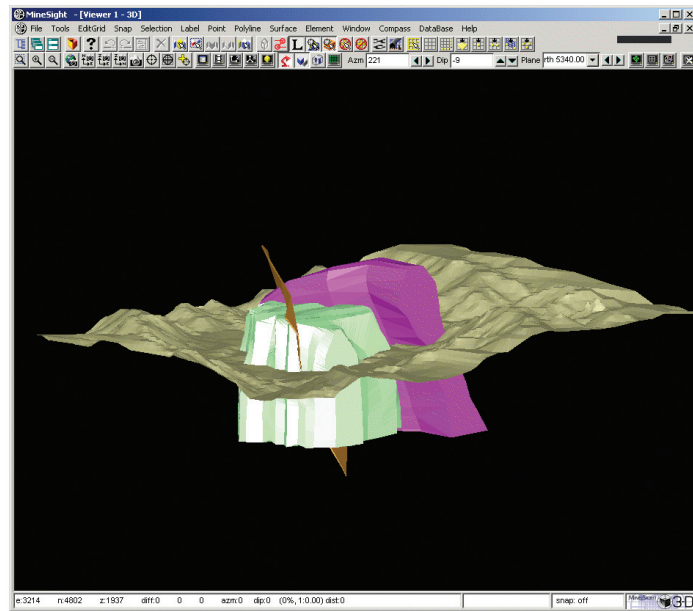 MineSight - [Viewer 1 - 3D]
File Tools EditGrid Snap Selection Label Point Polyline Surface Element Window Compass DataBase Help
L
Azm 221 Dip -9 Plane rth 5340.00
e:3214 n:4802 z:1937 diff:0 0 0 azm:0 dip:0 (0%, 1:0.00) dist:0 snap: off MineSight 3-D